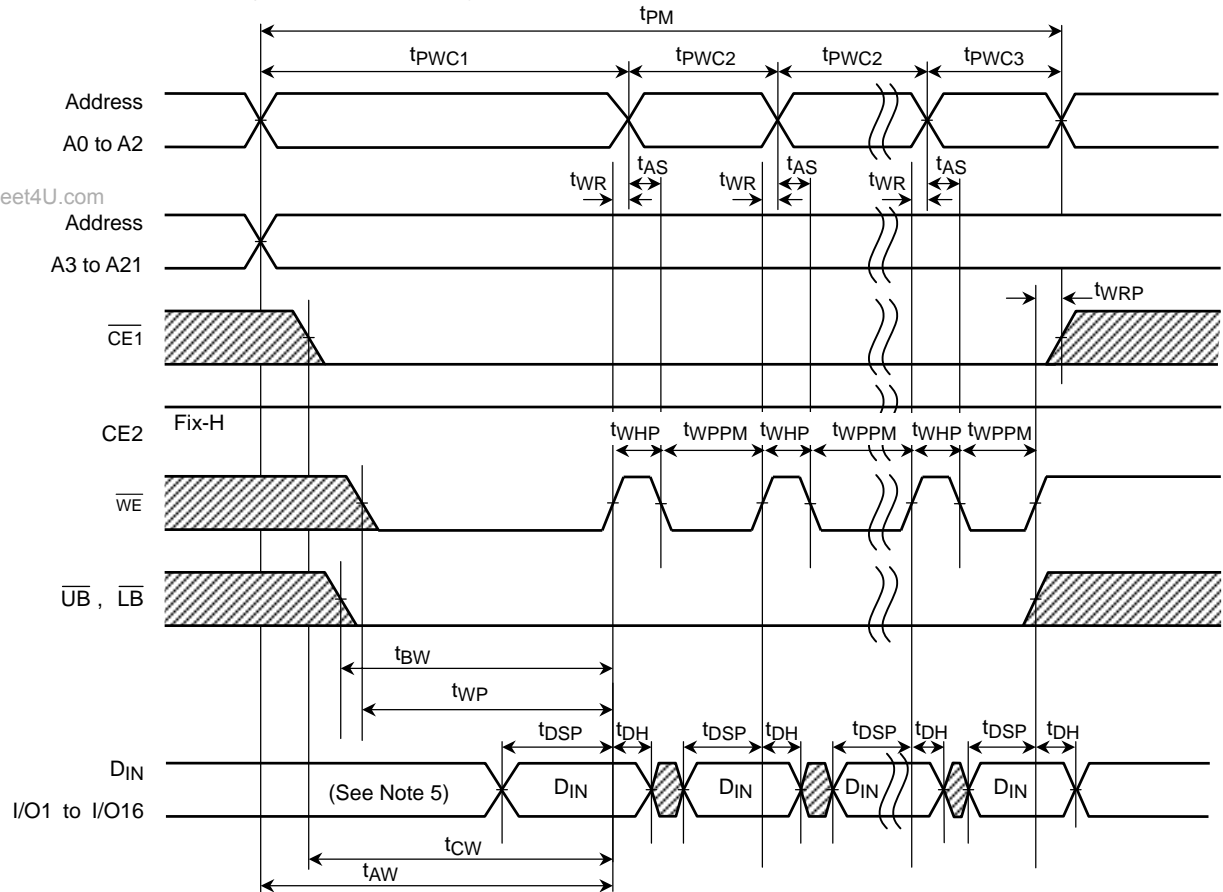 tPM
tPWC1 tPWC2 tPWC2 tPWC3
Address
A0 to A2
tWR tAS tWR tAS tWR tAS
eet4U.com
Address
A3 to A21
tWRP
CE1
Fix-H
CE2
tWHP tWPPM tWHP tWPPM tWHP tWPPM
WE
UB , LB
tBW
tWP
tDSP tDH tDSP tDH tDSP tDH tDSP tDH
DIN
I/O1 to I/O16
(See Note 5) DIN DIN DIN DIN
tCW
tAW